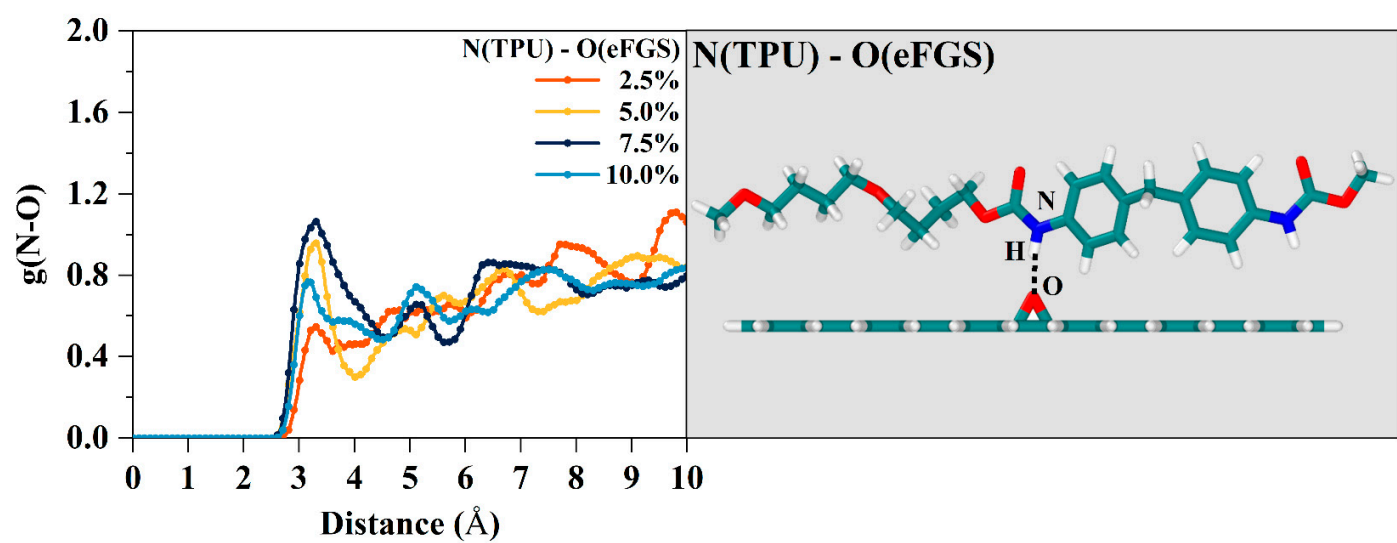 N(TPU) - O(eFGS)
2.5%
5.0%
7.5%
10.0%
g(N-O)
2.0
1.6
1.2
0.8
0.4
0.0
0 1 2 3 4 5 6 7 8 9 10
Distance (Å)
N(TPU) - O(eFGS)
N
H
O